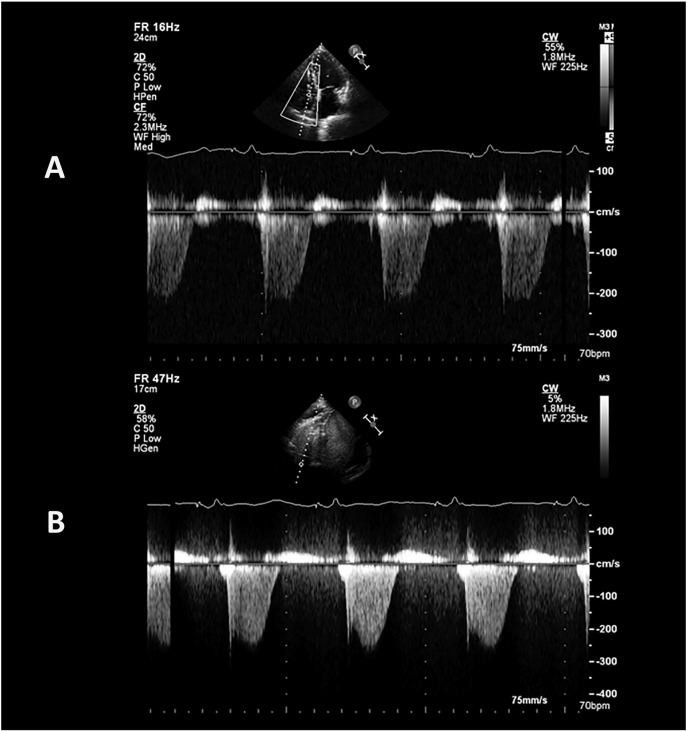 FR 16Hz
24cm
2D
72%
C 50
P Low
HPen
CF
72%
2.3MHz
WF High
Med
P
CW
55%
1.8MHz
WF 225Hz
M3
A
100
cm/s
-100
-200
-300
75mm/s
70bpm
FR 47Hz
17cm
2D
58%
C 50
P Low
HGen
P
CW
5%
1.8MHz
WF 225Hz
M3
B
100
cm/s
-100
-200
-300
-400
75mm/s
70bpm